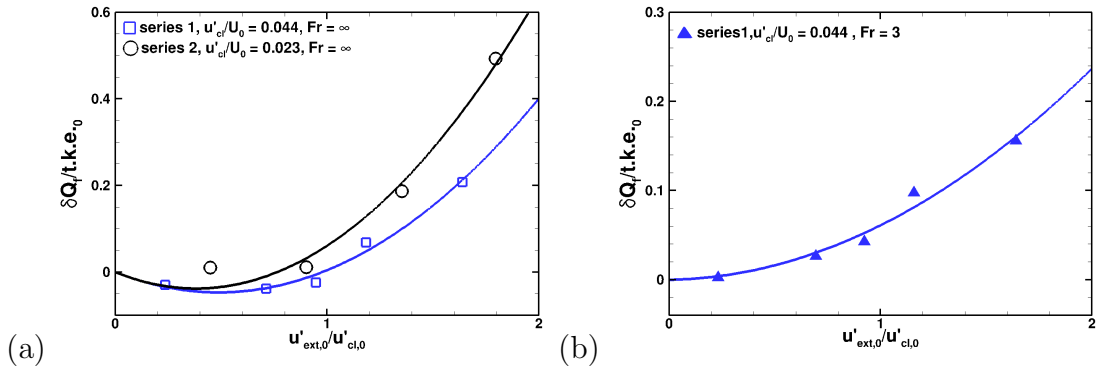 series 1, u'cl/U0 = 0.044, Fr = ∞
series 2, u'cl/U0 = 0.023, Fr = ∞
0.6
0.4
0.2
0
δQf/t.k.e.0
0 1 2
u'ext,0/u'cl,0
(a)
series1,u'cl/U0 = 0.044 , Fr = 3
0.3
0.2
0.1
0
δQf/t.k.e.0
0 1 2
u'ext,0/u'cl,0
(b)